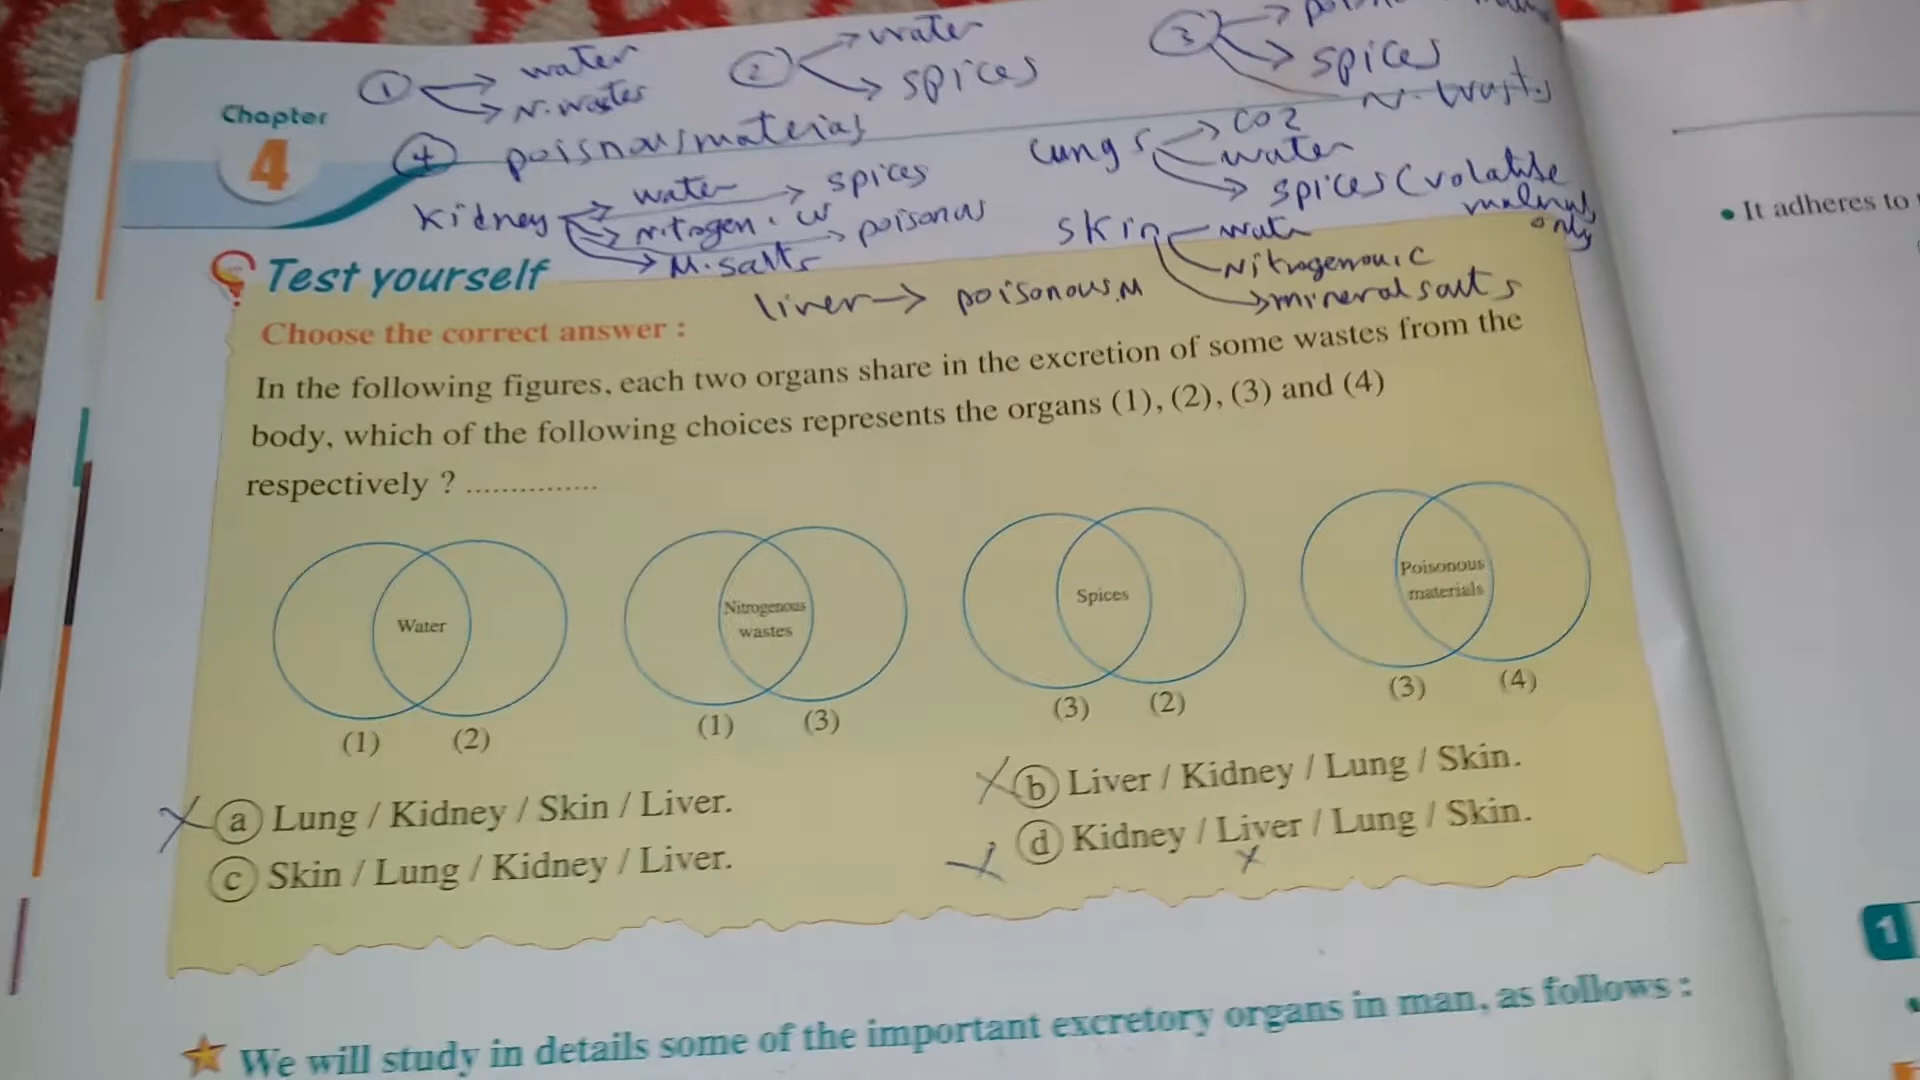 ① → water
→ N. wastes
② → water
→ spices
③ →
→ spices
N. wasts
Chapter
4
④ poisnous materials
kidney → water → spices
→ nitrogen. w → poisonus
→ M. salts
Lungs → CO2
→ water
→ spices (volatile
materials
only
skin → wate
Nitrogenouic
→ mineral salts
liver → poisonous.M
Test yourself
Choose the correct answer :
In the following figures, each two organs share in the excretion of some wastes from the
body, which of the following choices represents the organs (1), (2), (3) and (4)
respectively ? ...............
Water
(1) (2)
Nitrogenous
wastes
(1) (3)
Spices
(3) (2)
Poisonous
materials
(3) (4)
a Lung / Kidney / Skin / Liver.
b Liver / Kidney / Lung / Skin.
c Skin / Lung / Kidney / Liver.
d Kidney / Liver / Lung / Skin.
We will study in details some of the important excretory organs in man, as follows :
• It adheres to
1